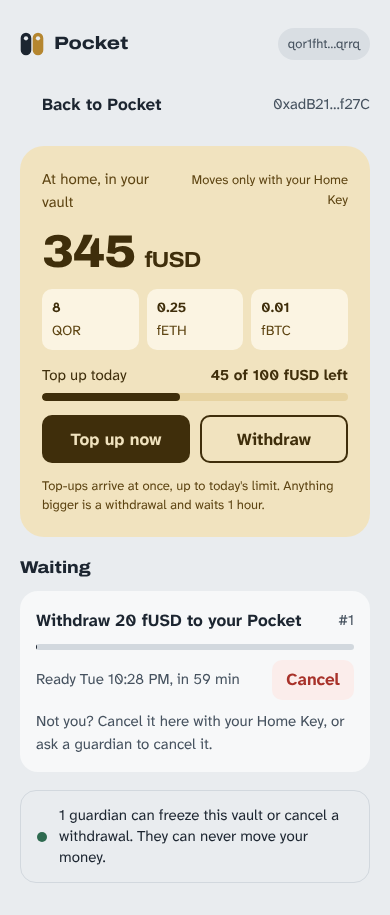 Pocket
qor1fht...qrrq
Back to Pocket
0xadB21...f27C
At home, in your
vault
Moves only with your Home
Key
345 fUSD
8
QOR
0.25
fETH
0.01
fBTC
Top up today
45 of 100 fUSD left
Top up now
Withdraw
Top-ups arrive at once, up to today's limit. Anything
bigger is a withdrawal and waits 1 hour.
Waiting
Withdraw 20 fUSD to your Pocket
#1
Ready Tue 10:28 PM, in 59 min
Cancel
Not you? Cancel it here with your Home Key, or
ask a guardian to cancel it.
1 guardian can freeze this vault or cancel a
withdrawal. They can never move your
money.